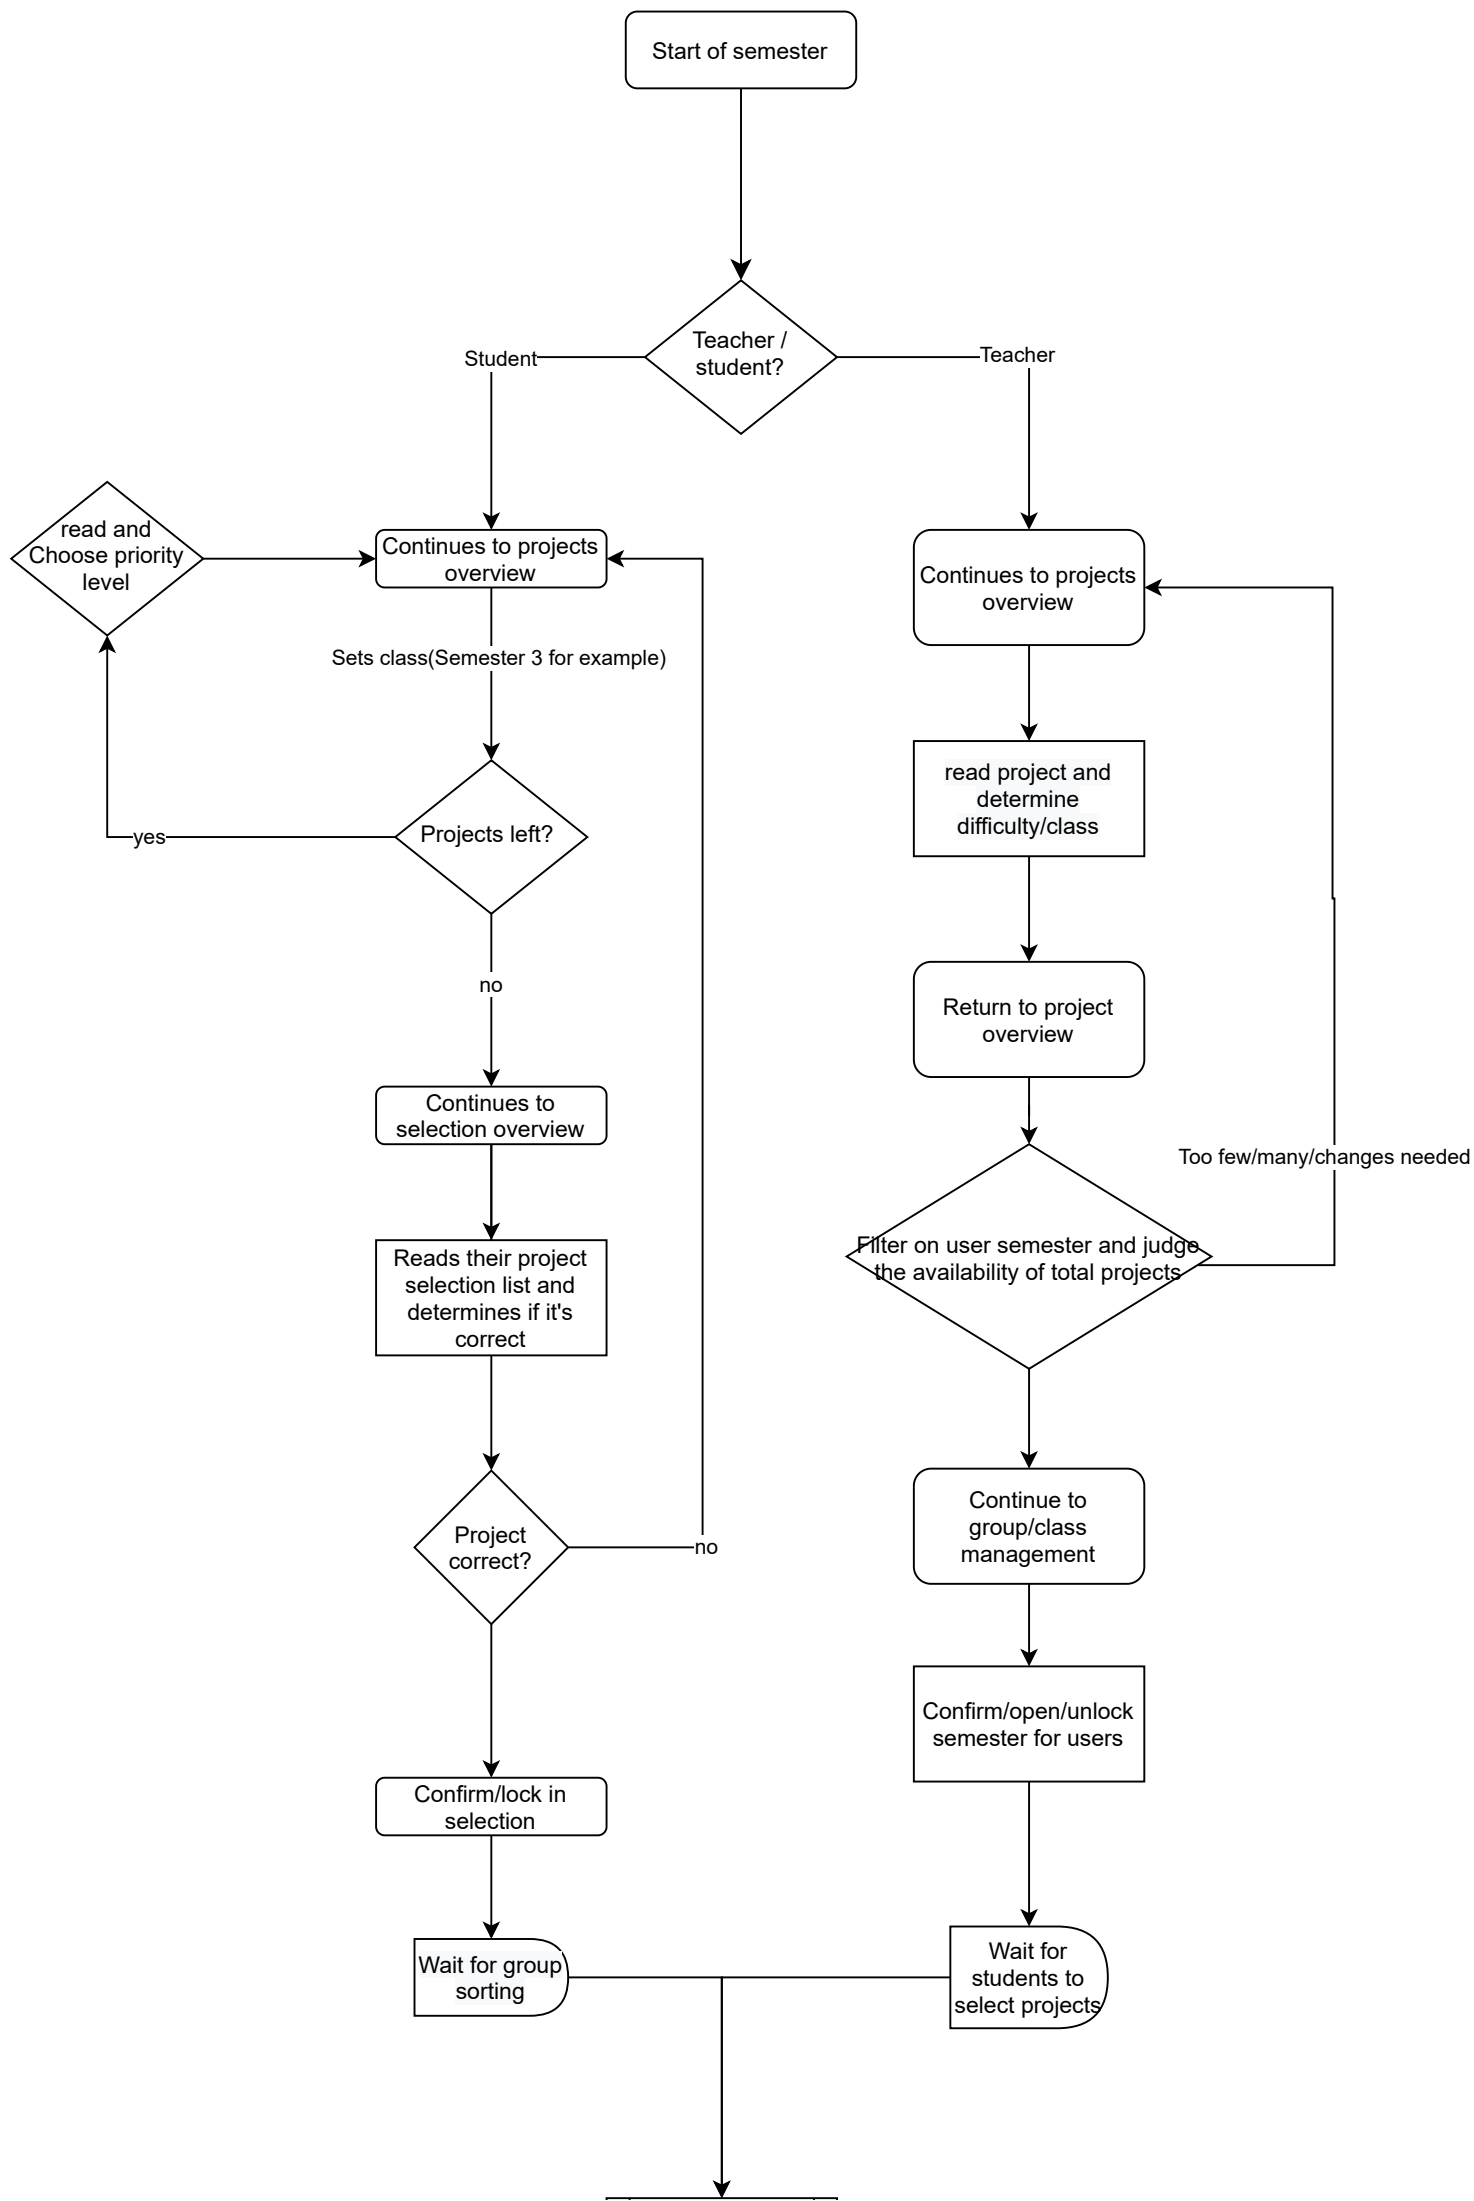 Start of semester
Teacher /
student?
Student
Teacher
read and
Choose priority
level
Continues to projects
overview
Continues to projects
overview
Sets class(Semester 3 for example)
read project and
determine
difficulty/class
Projects left?
yes
no
Return to project
overview
Continues to
selection overview
Too few/many/changes needed
Filter on user semester and judge
the availability of total projects
Reads their project
selection list and
determines if it's
correct
Continue to
group/class
management
Project
correct?
no
Confirm/open/unlock
semester for users
Confirm/lock in
selection
Wait for group
sorting
Wait for
students to
select projects